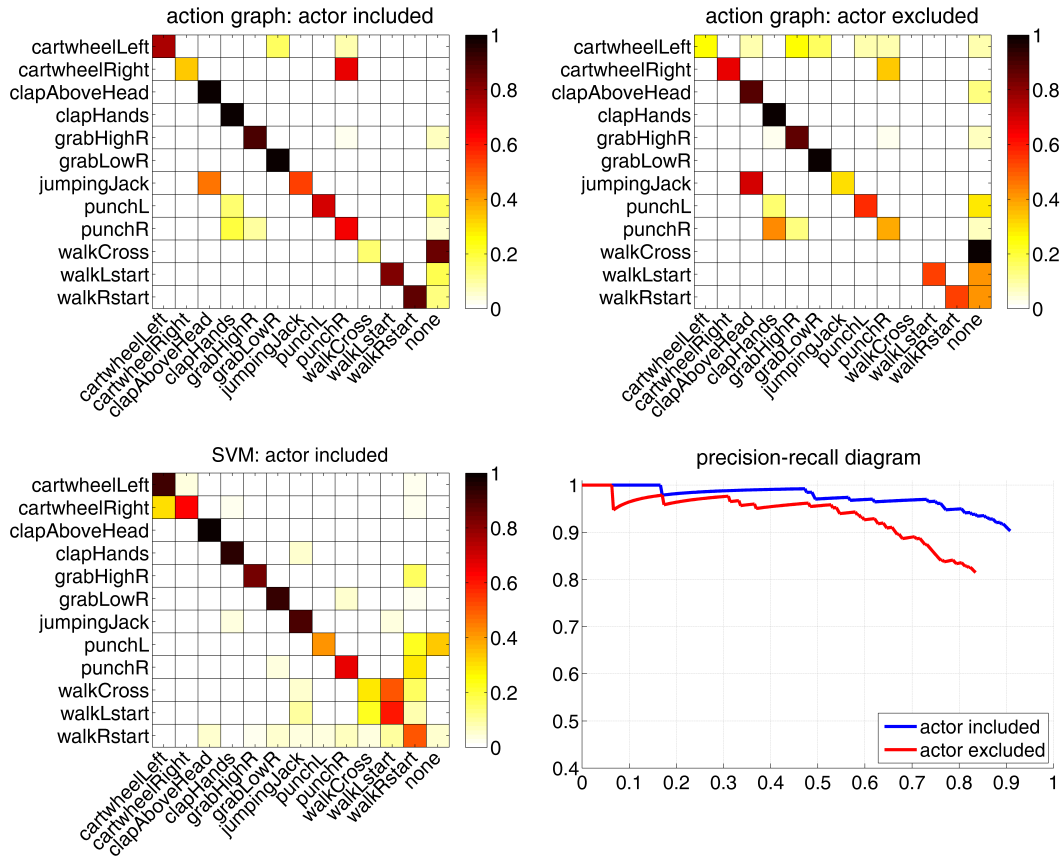 action graph: actor included
cartwheelLeft
cartwheelRight
clapAboveHead
clapHands
grabHighR
grabLowR
jumpingJack
punchL
punchR
walkCross
walkLstart
walkRstart
cartwheelLeft
cartwheelRight
clapAboveHead
clapHands
grabHighR
grabLowR
jumpingJack
punchL
punchR
walkCross
walkLstart
walkRstart
none
1
0.8
0.6
0.4
0.2
0
action graph: actor excluded
cartwheelLeft
cartwheelRight
clapAboveHead
clapHands
grabHighR
grabLowR
jumpingJack
punchL
punchR
walkCross
walkLstart
walkRstart
cartwheelLeft
cartwheelRight
clapAboveHead
clapHands
grabHighR
grabLowR
jumpingJack
punchL
punchR
walkCross
walkLstart
walkRstart
none
1
0.8
0.6
0.4
0.2
0
SVM: actor included
cartwheelLeft
cartwheelRight
clapAboveHead
clapHands
grabHighR
grabLowR
jumpingJack
punchL
punchR
walkCross
walkLstart
walkRstart
cartwheelLeft
cartwheelRight
clapAboveHead
clapHands
grabHighR
grabLowR
jumpingJack
punchL
punchR
walkCross
walkLstart
walkRstart
none
1
0.8
0.6
0.4
0.2
0
precision-recall diagram
1
0.9
0.8
0.7
0.6
0.5
0.4
0 0.1 0.2 0.3 0.4 0.5 0.6 0.7 0.8 0.9 1
actor included
actor excluded